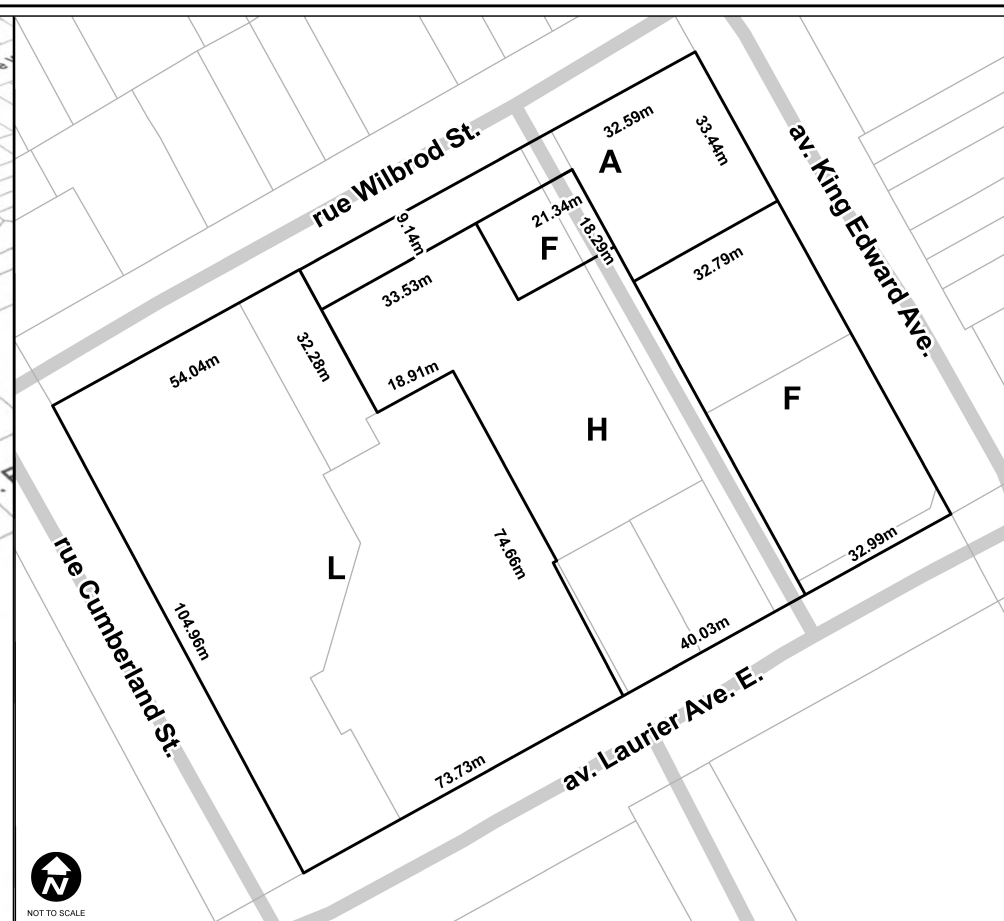 rue Wilbrod St.
32.59m
33.44m
A
av. King Edward Ave.
9.14m
21.34m
18.29m
F
32.79m
33.53m
32.28m
54.04m
18.91m
F
H
74.66m
L
32.99m
rue Cumberland St.
104.96m
40.03m
av. Laurier Ave. E.
73.73m
N
NOT TO SCALE